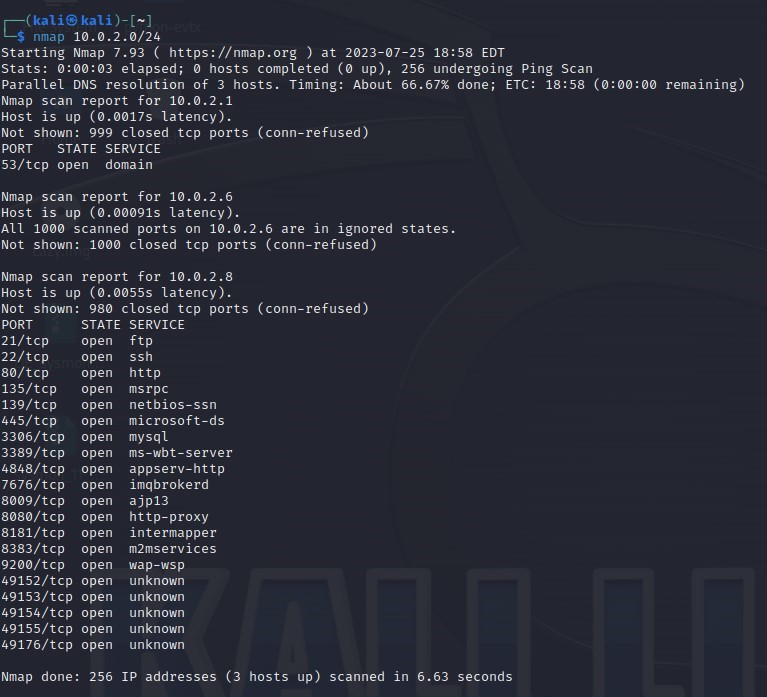 ┌──(kali㉿kali)-[~]
└─$ nmap 10.0.2.0/24
Starting Nmap 7.93 ( https://nmap.org ) at 2023-07-25 18:58 EDT
Stats: 0:00:03 elapsed; 0 hosts completed (0 up), 256 undergoing Ping Scan
Parallel DNS resolution of 3 hosts. Timing: About 66.67% done; ETC: 18:58 (0:00:00 remaining)
Nmap scan report for 10.0.2.1
Host is up (0.0017s latency).
Not shown: 999 closed tcp ports (conn-refused)
PORT   STATE SERVICE
53/tcp open  domain

Nmap scan report for 10.0.2.6
Host is up (0.00091s latency).
All 1000 scanned ports on 10.0.2.6 are in ignored states.
Not shown: 1000 closed tcp ports (conn-refused)

Nmap scan report for 10.0.2.8
Host is up (0.0055s latency).
Not shown: 980 closed tcp ports (conn-refused)
PORT      STATE SERVICE
21/tcp    open  ftp
22/tcp    open  ssh
80/tcp    open  http
135/tcp   open  msrpc
139/tcp   open  netbios-ssn
445/tcp   open  microsoft-ds
3306/tcp  open  mysql
3389/tcp  open  ms-wbt-server
4848/tcp  open  appserv-http
7676/tcp  open  imqbrokerd
8009/tcp  open  ajp13
8080/tcp  open  http-proxy
8181/tcp  open  intermapper
8383/tcp  open  m2mservices
9200/tcp  open  wap-wsp
49152/tcp open  unknown
49153/tcp open  unknown
49154/tcp open  unknown
49155/tcp open  unknown
49176/tcp open  unknown

Nmap done: 256 IP addresses (3 hosts up) scanned in 6.63 seconds